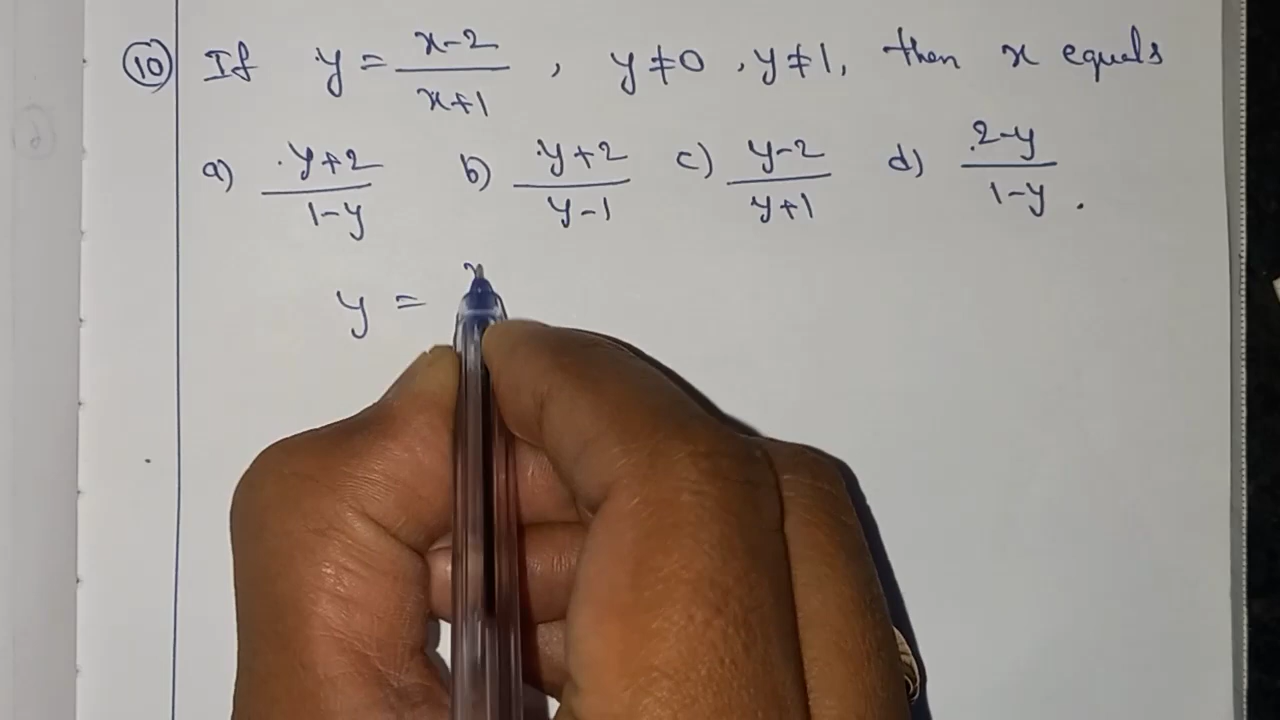 (10) If y = (x-2)/(x+1) , y ≠ 0 , y ≠ 1, then x equals
a) (y+2)/(1-y) b) (y+2)/(y-1) c) (y-2)/(y+1) d) (2-y)/(1-y) .
y = x